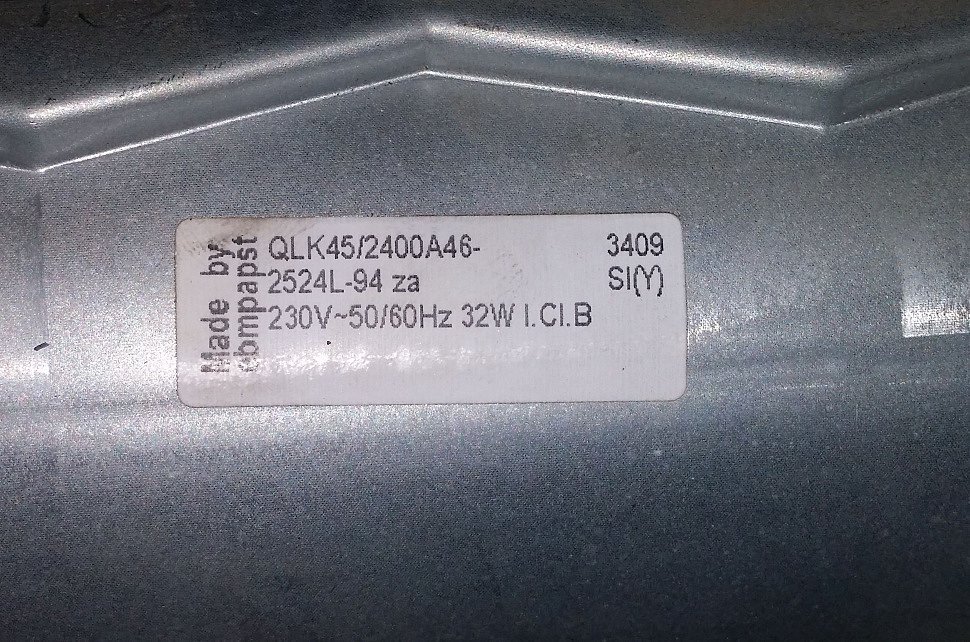 Made by
ebmpapst
QLK45/2400A46-
2524L-94 za
230V~50/60Hz 32W I.Cl.B
3409
SI(Y)